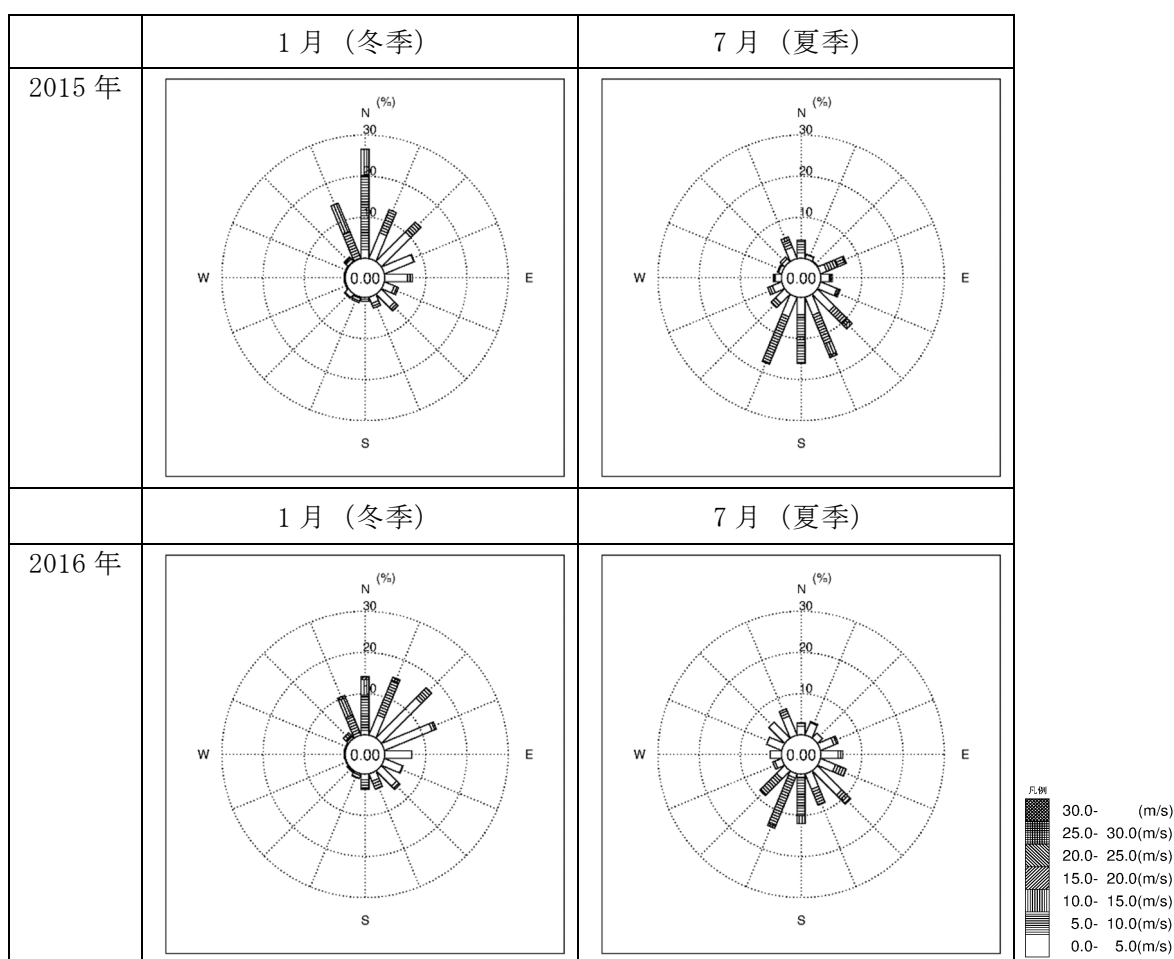 1月（冬季） 7月（夏季）
2015年
(%)
N
30
20
10
W 0.00 E
S
(%)
N
30
20
10
W 0.00 E
S
1月（冬季） 7月（夏季）
2016年
(%)
N
30
20
10
W 0.00 E
S
(%)
N
30
20
10
W 0.00 E
S
凡例
30.0- (m/s)
25.0- 30.0(m/s)
20.0- 25.0(m/s)
15.0- 20.0(m/s)
10.0- 15.0(m/s)
5.0- 10.0(m/s)
0.0- 5.0(m/s)